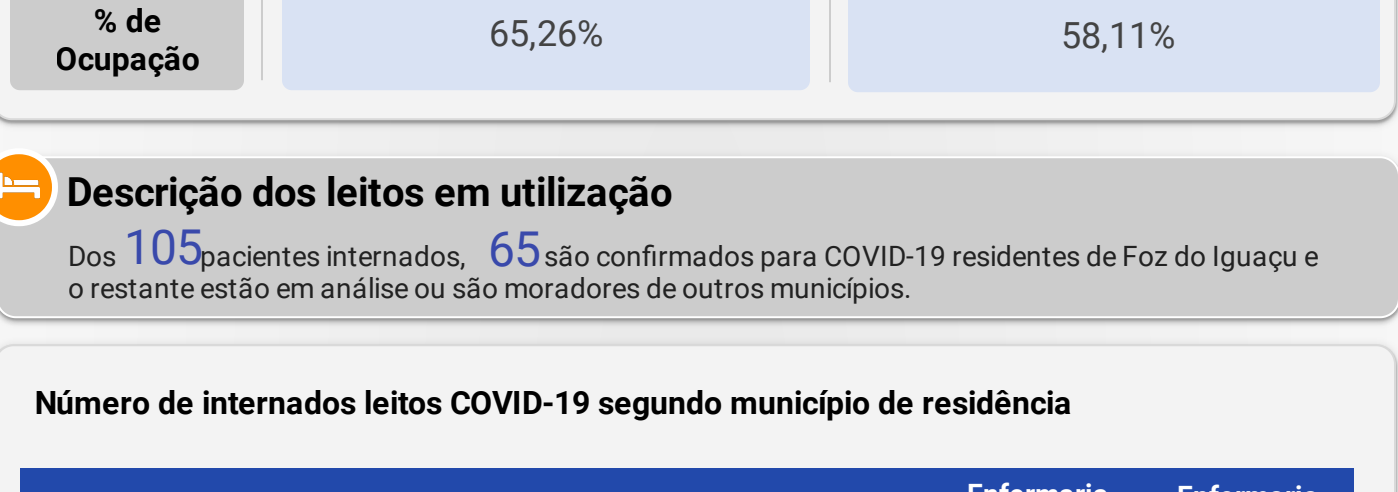 % de
Ocupação
65,26%
58,11%
Descrição dos leitos em utilização
Dos 105 pacientes internados, 65 são confirmados para COVID-19 residentes de Foz do Iguaçu e
o restante estão em análise ou são moradores de outros municípios.
Número de internados leitos COVID-19 segundo município de residência
Enfermaria Enfermaria